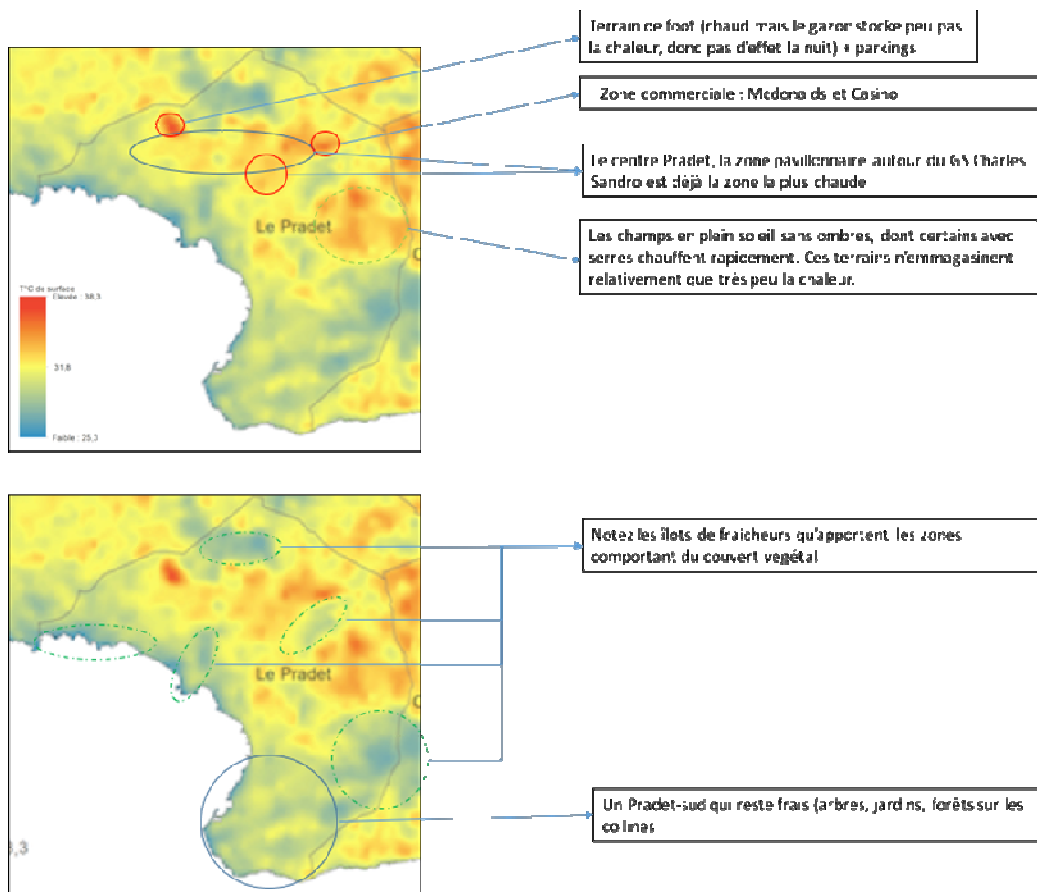 Terrain de foot (chaud mais le gazon stocke peu pas
la chaleur, donc pas d'effet la nuit) + parkings
Zone commerciale : Mcdonalds et Casino
Le centre Pradet, la zone pavillonnaire autour du GS Charles
Sandro est déjà la zone la plus chaude
Les champs en plein soleil sans ombres, dont certains avec
serres chauffent rapidement. Ces terrains n'emmagasinent
relativement que très peu la chaleur.
Le Pradet
C
T°C de surface
Élevée : 38,3
31,8
Faible : 25,3
Notez les îlots de fraicheurs qu'apportent les zones
comportant du couvert vegétal
Le Pradet
C
Un Pradet-sud qui reste frais (arbres, jardins, forêts sur les
collines
3,3